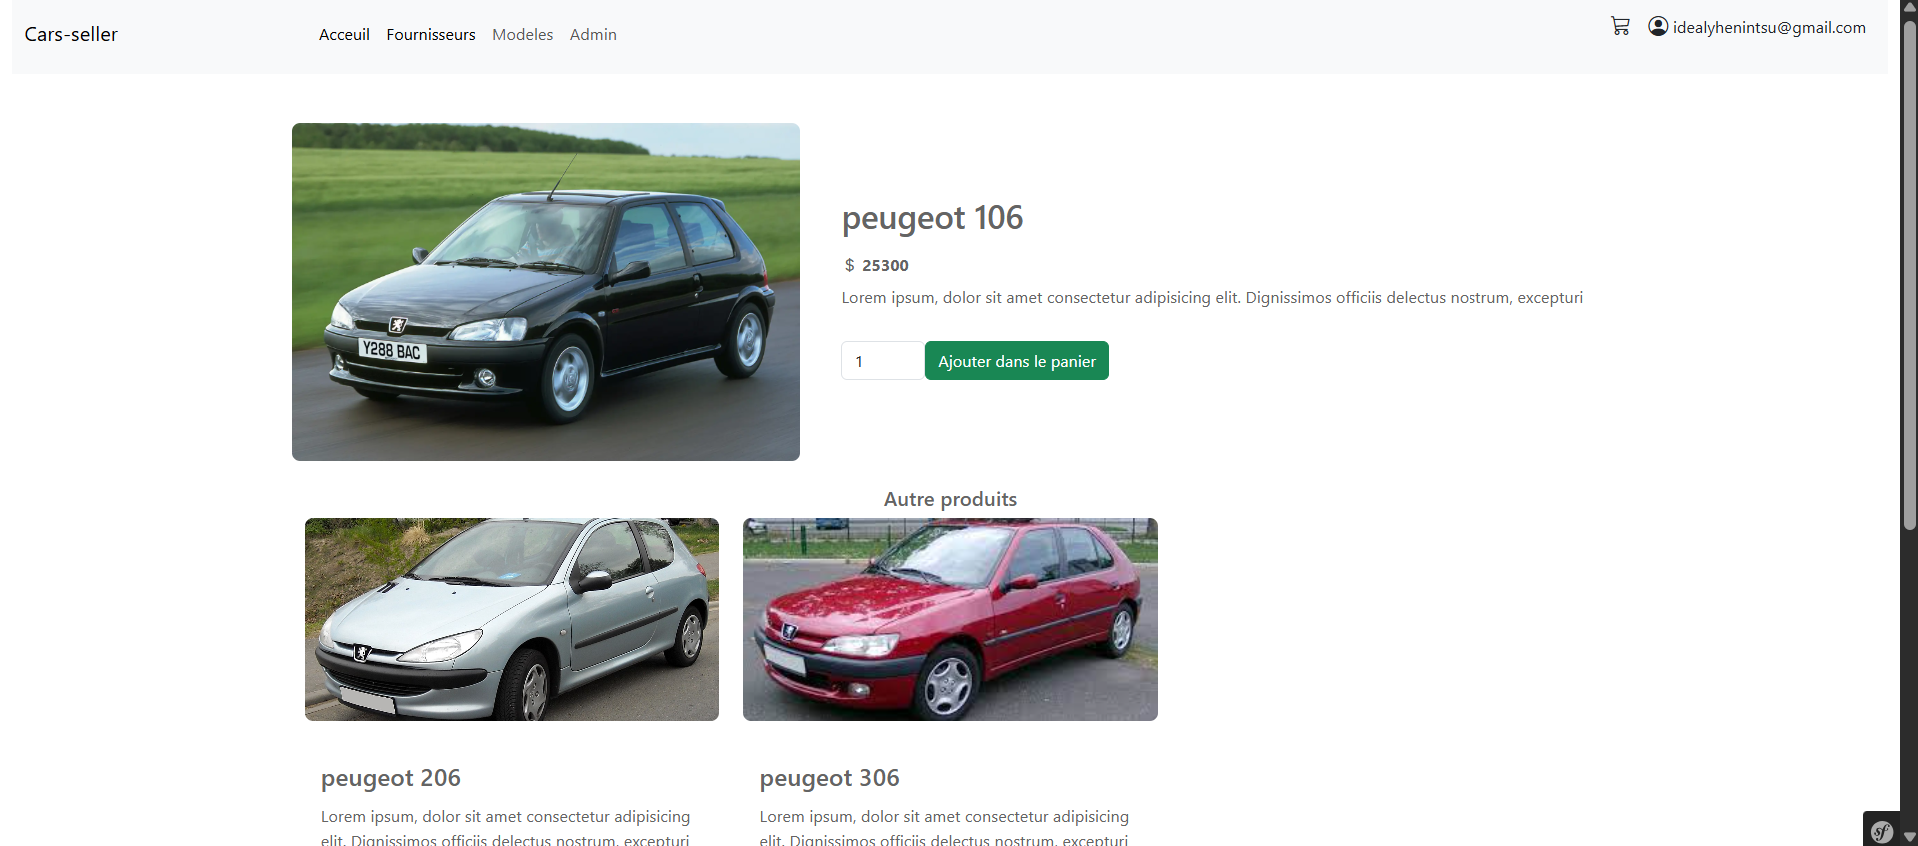 Cars-seller
Acceuil Fournisseurs Modeles Admin
idealyhenintsu@gmail.com
Y288 BAC
peugeot 106
$ 25300
Lorem ipsum, dolor sit amet consectetur adipisicing elit. Dignissimos officiis delectus nostrum, excepturi
1
Ajouter dans le panier
Autre produits
peugeot 206
Lorem ipsum, dolor sit amet consectetur adipisicing
elit. Dignissimos officiis delectus nostrum, excepturi
peugeot 306
Lorem ipsum, dolor sit amet consectetur adipisicing
elit. Dignissimos officiis delectus nostrum, excepturi
sf